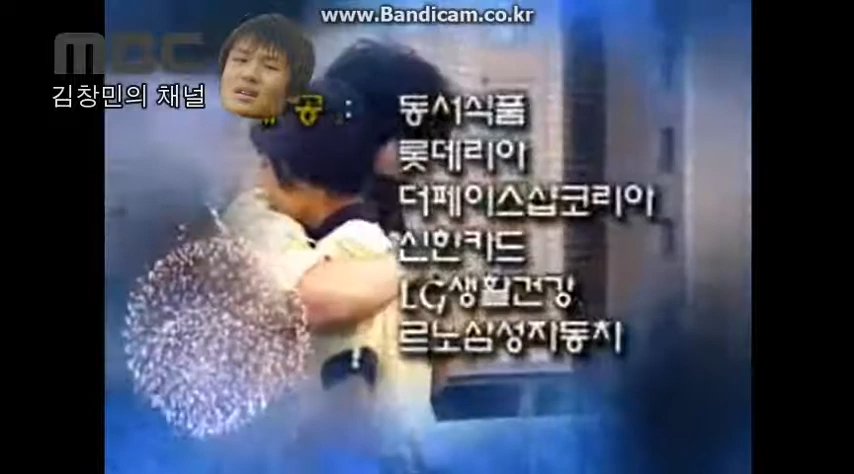 www.Bandicam.co.kr
MBC
김창민의 채널
공 :
동서식품
롯데리아
더페이스샵코리아
신한카드
LG생활건강
르노삼성자동차